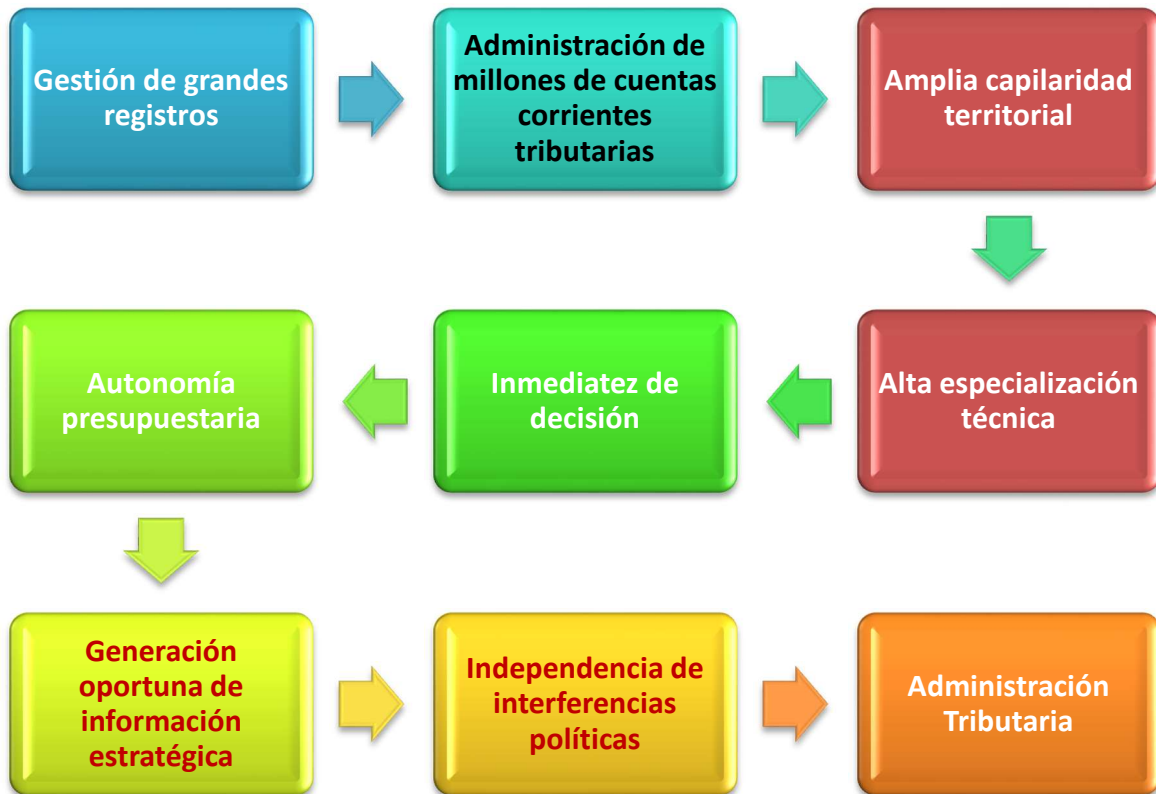 Gestión de grandes
registros
Administración de
millones de cuentas
corrientes
tributarias
Amplia capilaridad
territorial
Alta especialización
técnica
Inmediatez de
decisión
Autonomía
presupuestaria
Generación
oportuna de
información
estratégica
Independencia de
interferencias
políticas
Administración
Tributaria